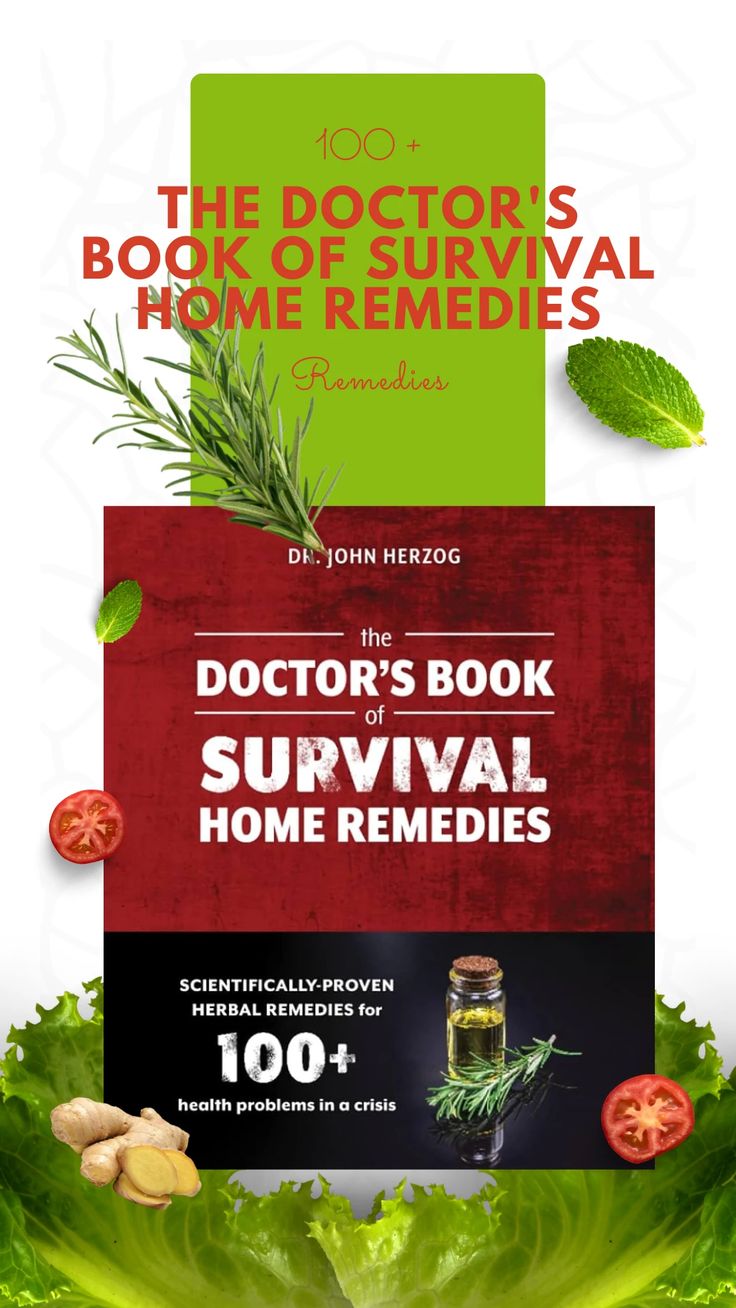 100 +
THE DOCTOR'S
BOOK OF SURVIVAL
HOME REMEDIES
Remedies
DR. JOHN HERZOG
the
DOCTOR'S BOOK
of
SURVIVAL
HOME REMEDIES
SCIENTIFICALLY-PROVEN
HERBAL REMEDIES for
100+
health problems in a crisis